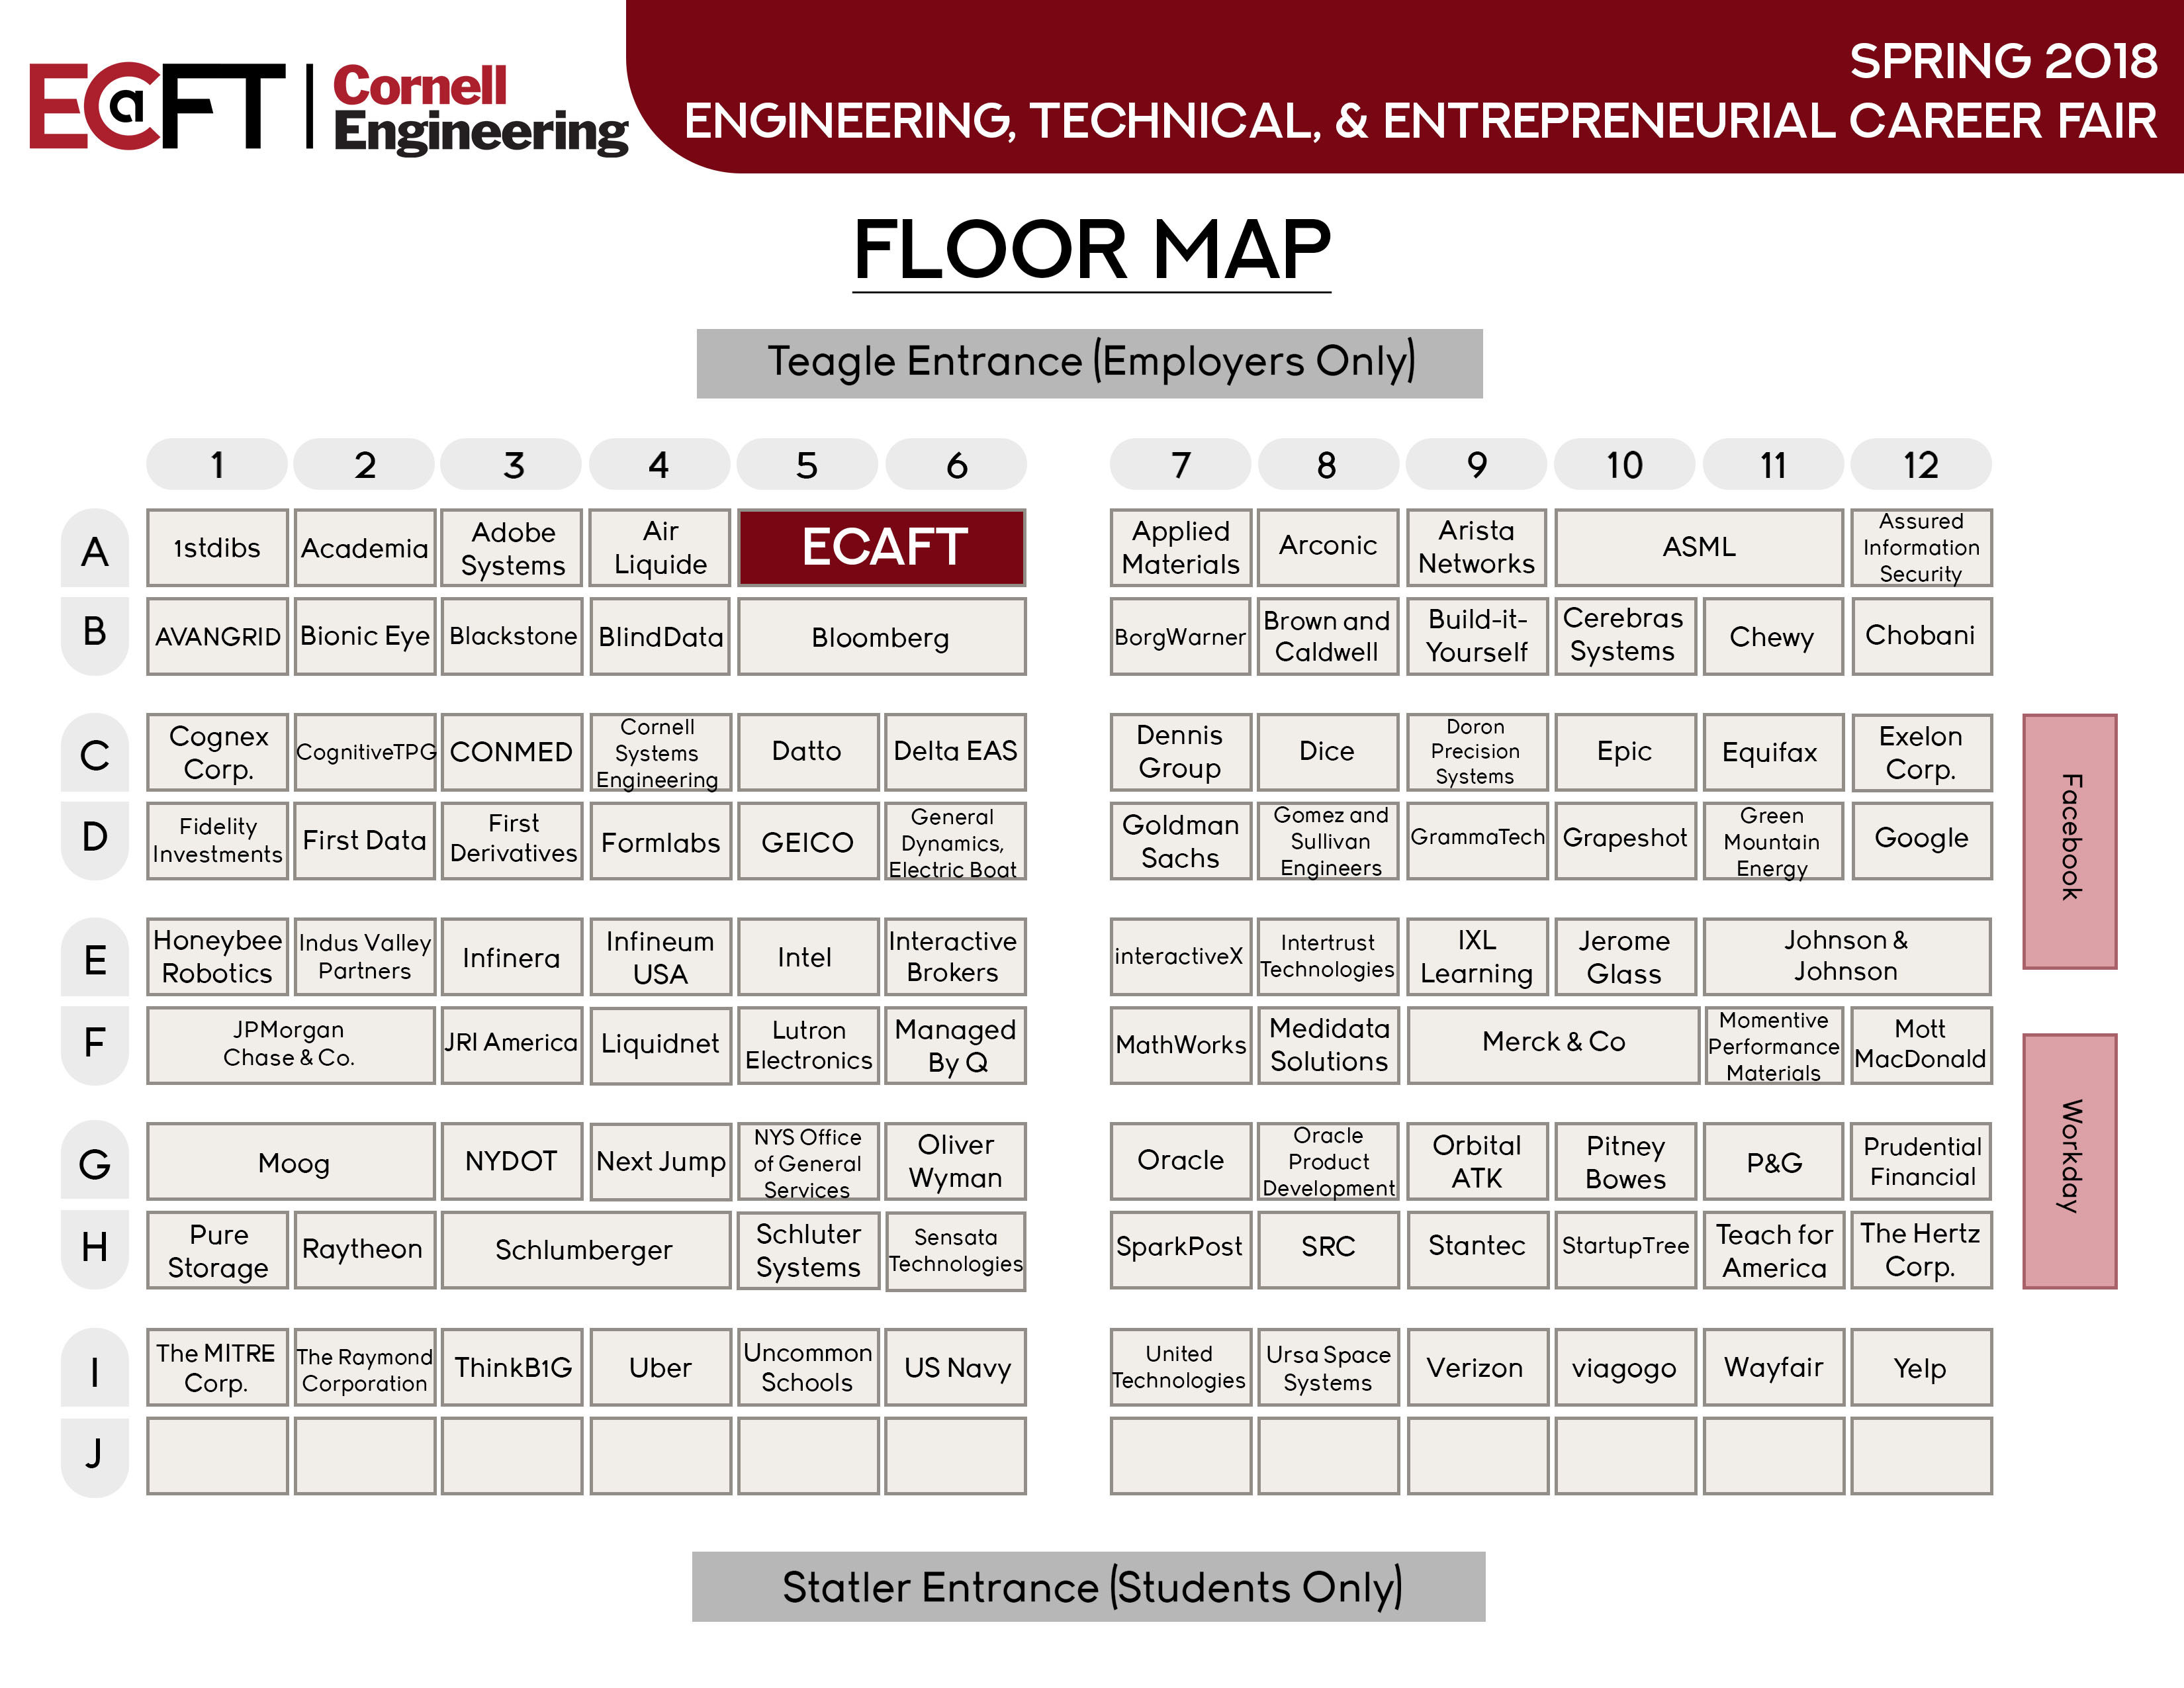 ECaFT
Cornell
Engineering
SPRING 2018
ENGINEERING, TECHNICAL, & ENTREPRENEURIAL CAREER FAIR
FLOOR MAP
Teagle Entrance (Employers Only)
1 2 3 4 5 6 7 8 9 10 11 12
A
1stdibs
Academia
Adobe
Systems
Air
Liquide
ECAFT
Applied
Materials
Arconic
Arista
Networks
ASML
Assured
Information
Security
B
AVANGRID
Bionic Eye
Blackstone
BlindData
Bloomberg
BorgWarner
Brown and
Caldwell
Build-it-
Yourself
Cerebras
Systems
Chewy
Chobani
C
Cognex
Corp.
CognitiveTPG
CONMED
Cornell
Systems
Engineering
Datto
Delta EAS
Dennis
Group
Dice
Doron
Precision
Systems
Epic
Equifax
Exelon
Corp.
Facebook
D
Fidelity
Investments
First Data
First
Derivatives
Formlabs
GEICO
General
Dynamics,
Electric Boat
Goldman
Sachs
Gomez and
Sullivan
Engineers
GrammaTech
Grapeshot
Green
Mountain
Energy
Google
E
Honeybee
Robotics
Indus Valley
Partners
Infinera
Infineum
USA
Intel
Interactive
Brokers
interactiveX
Intertrust
Technologies
IXL
Learning
Jerome
Glass
Johnson &
Johnson
F
JPMorgan
Chase & Co.
JRI America
Liquidnet
Lutron
Electronics
Managed
By Q
MathWorks
Medidata
Solutions
Merck & Co
Momentive
Performance
Materials
Mott
MacDonald
Workday
G
Moog
NYDOT
Next Jump
NYS Office
of General
Services
Oliver
Wyman
Oracle
Oracle
Product
Development
Orbital
ATK
Pitney
Bowes
P&G
Prudential
Financial
H
Pure
Storage
Raytheon
Schlumberger
Schluter
Systems
Sensata
Technologies
SparkPost
SRC
Stantec
StartupTree
Teach for
America
The Hertz
Corp.
I
The MITRE
Corp.
The Raymond
Corporation
ThinkB1G
Uber
Uncommon
Schools
US Navy
United
Technologies
Ursa Space
Systems
Verizon
viagogo
Wayfair
Yelp
J
Statler Entrance (Students Only)